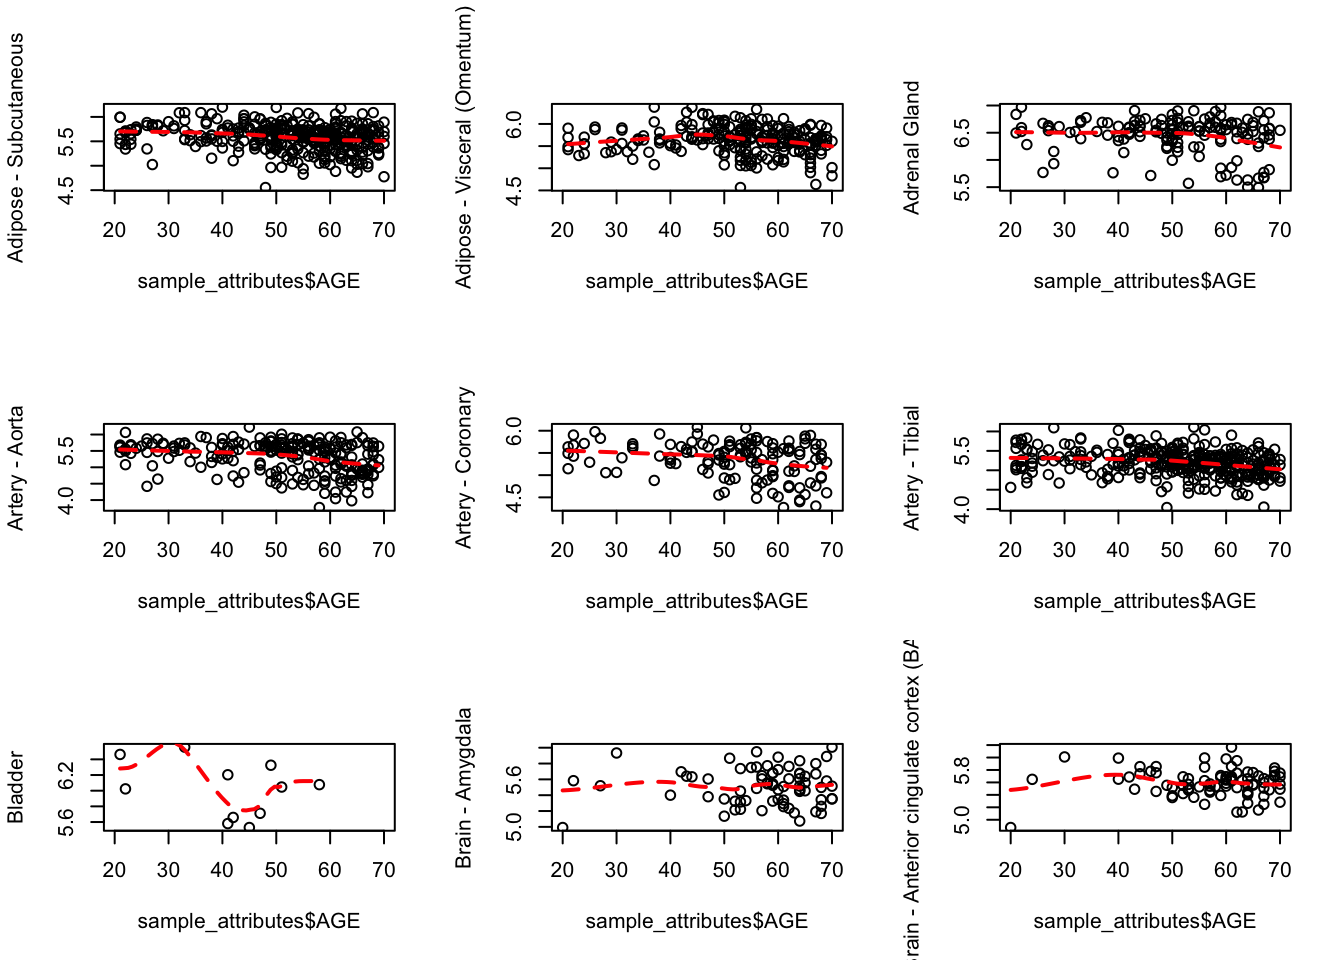 Adipose - Subcutaneous
4.5 5.5
20 30 40 50 60 70
sample_attributes$AGE
Adipose - Visceral (Omentum)
4.5 6.0
20 30 40 50 60 70
sample_attributes$AGE
Adrenal Gland
5.5 6.5
20 30 40 50 60 70
sample_attributes$AGE
Artery - Aorta
4.0 5.5
20 30 40 50 60 70
sample_attributes$AGE
Artery - Coronary
4.5 6.0
20 30 40 50 60 70
sample_attributes$AGE
Artery - Tibial
4.0 5.5
20 30 40 50 60 70
sample_attributes$AGE
Bladder
5.6 6.2
20 30 40 50 60 70
sample_attributes$AGE
Brain - Amygdala
5.0 5.6
20 30 40 50 60 70
sample_attributes$AGE
rain - Anterior cingulate cortex (BA
5.0 5.8
20 30 40 50 60 70
sample_attributes$AGE